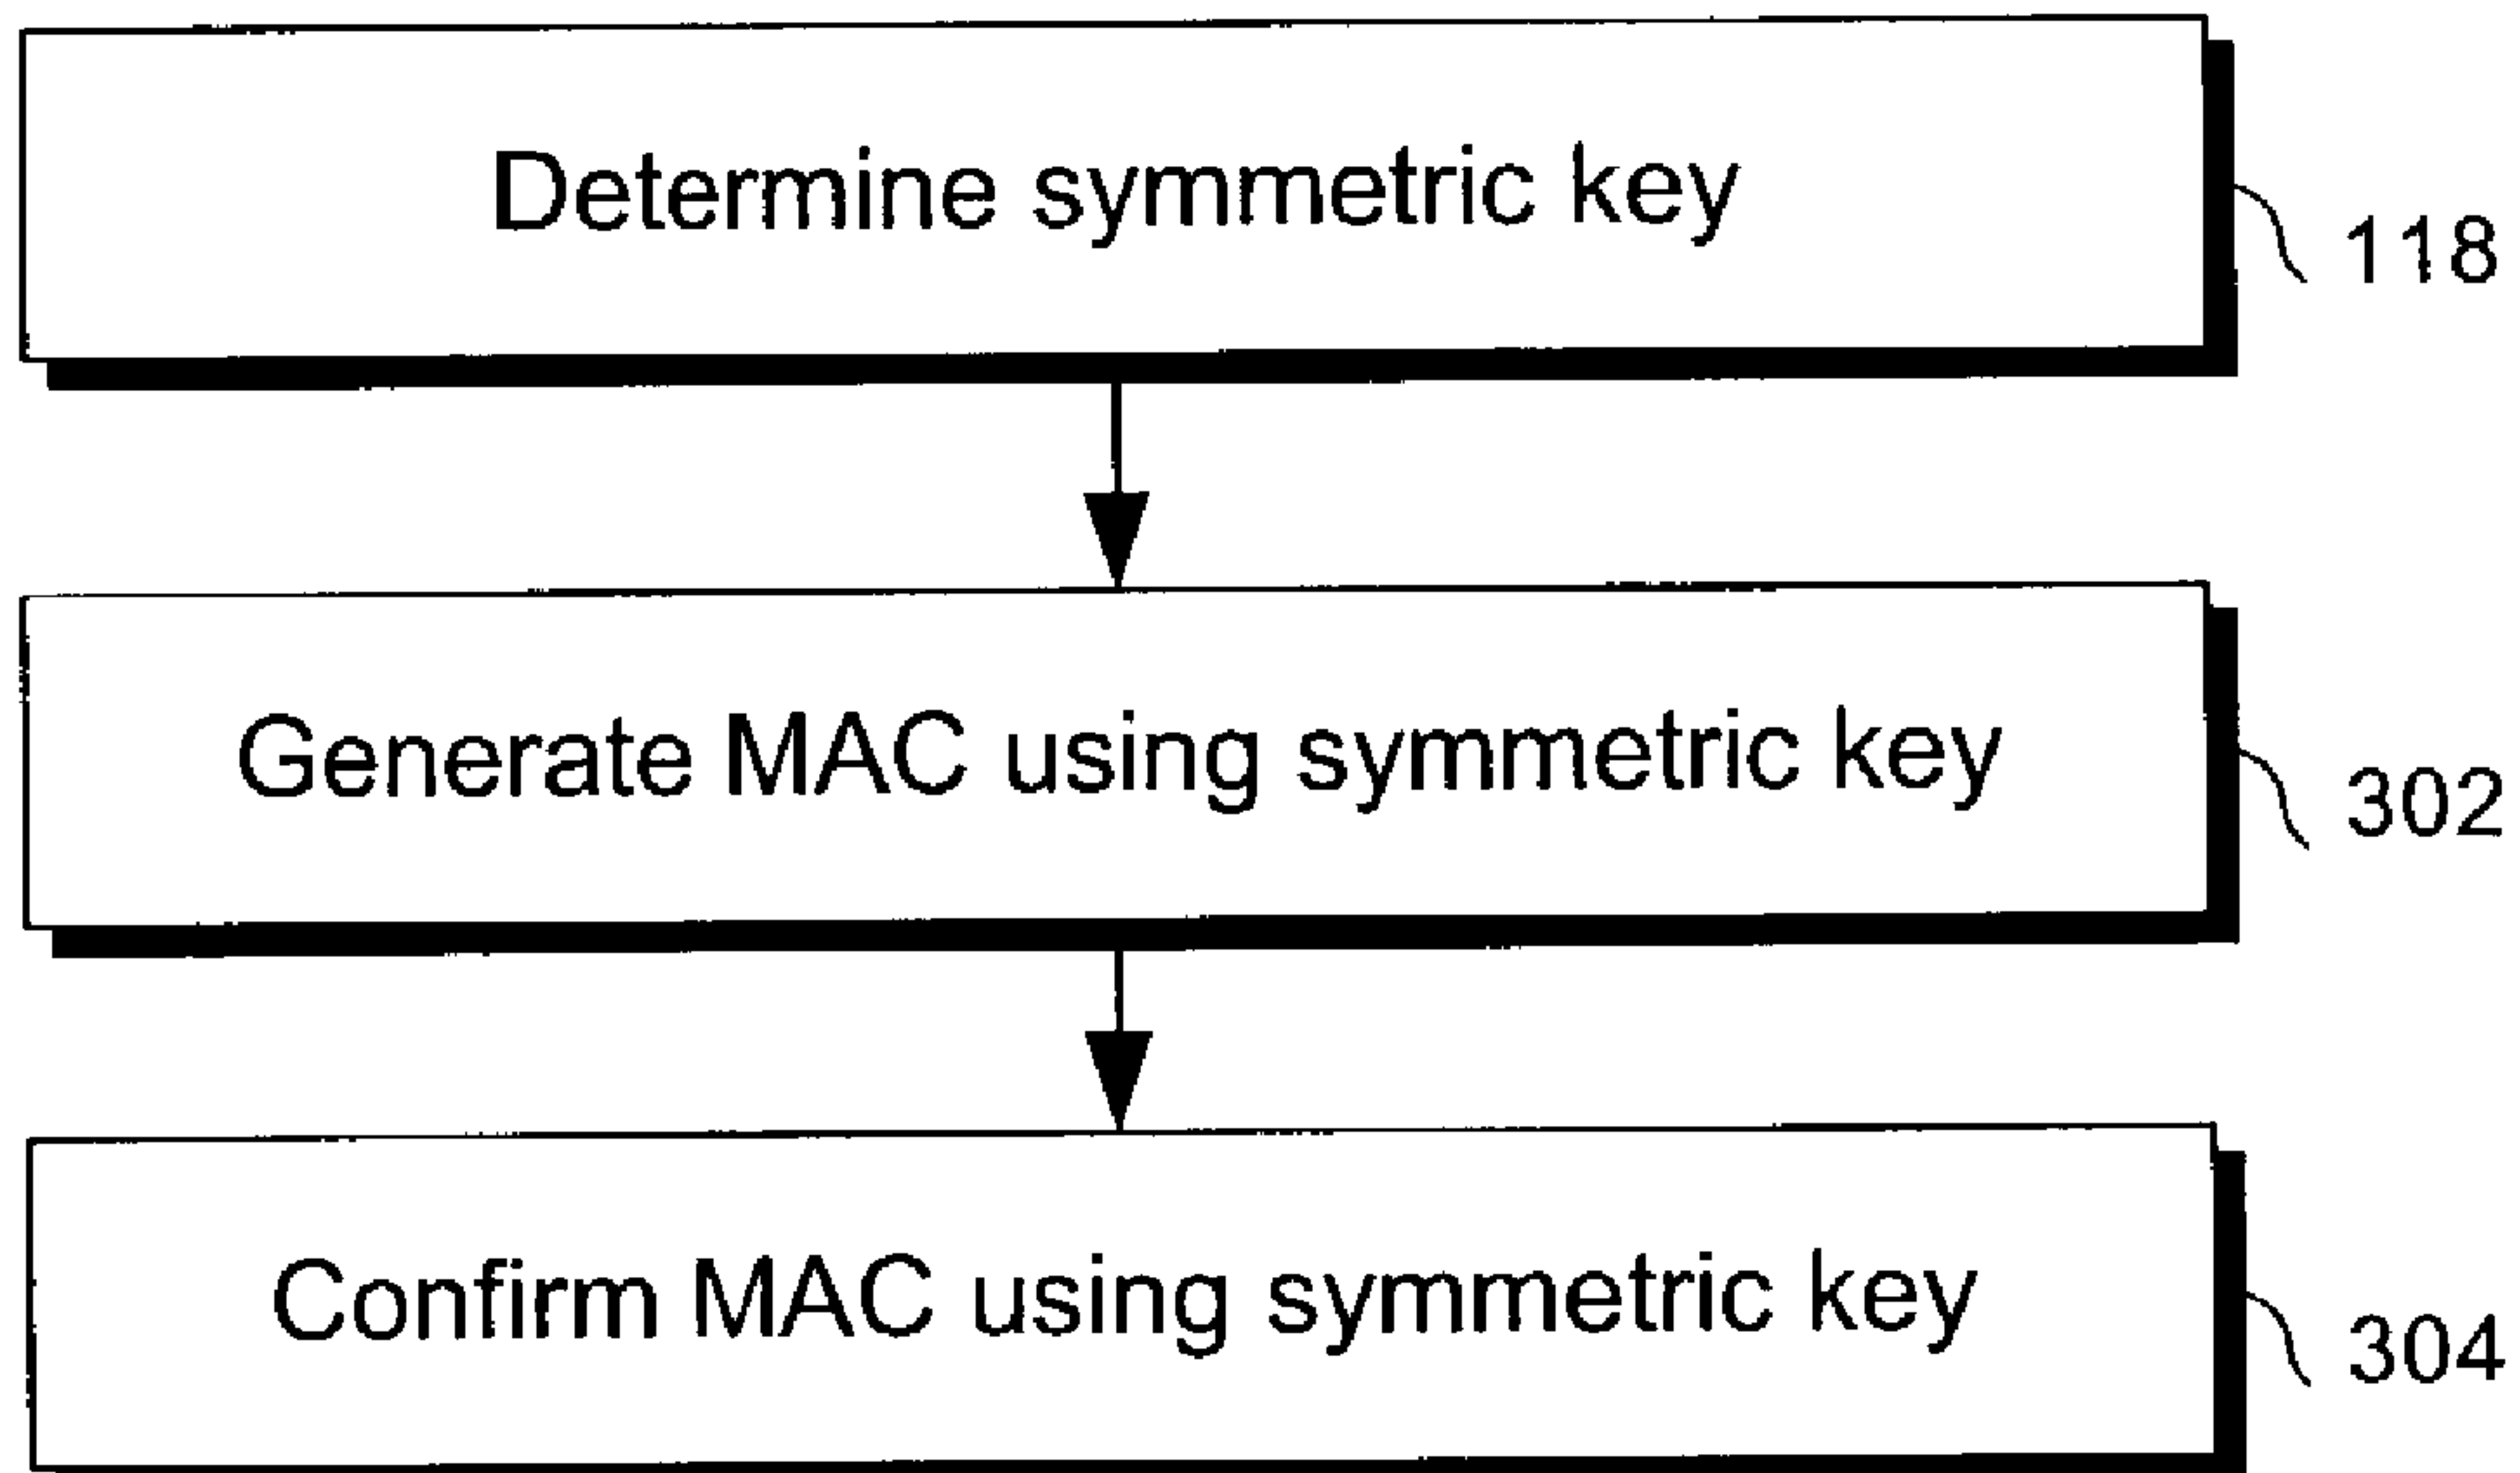 Determine symmetric key
118
Generate MAC using symmetric key
302
Confirm MAC using symmetric key
304